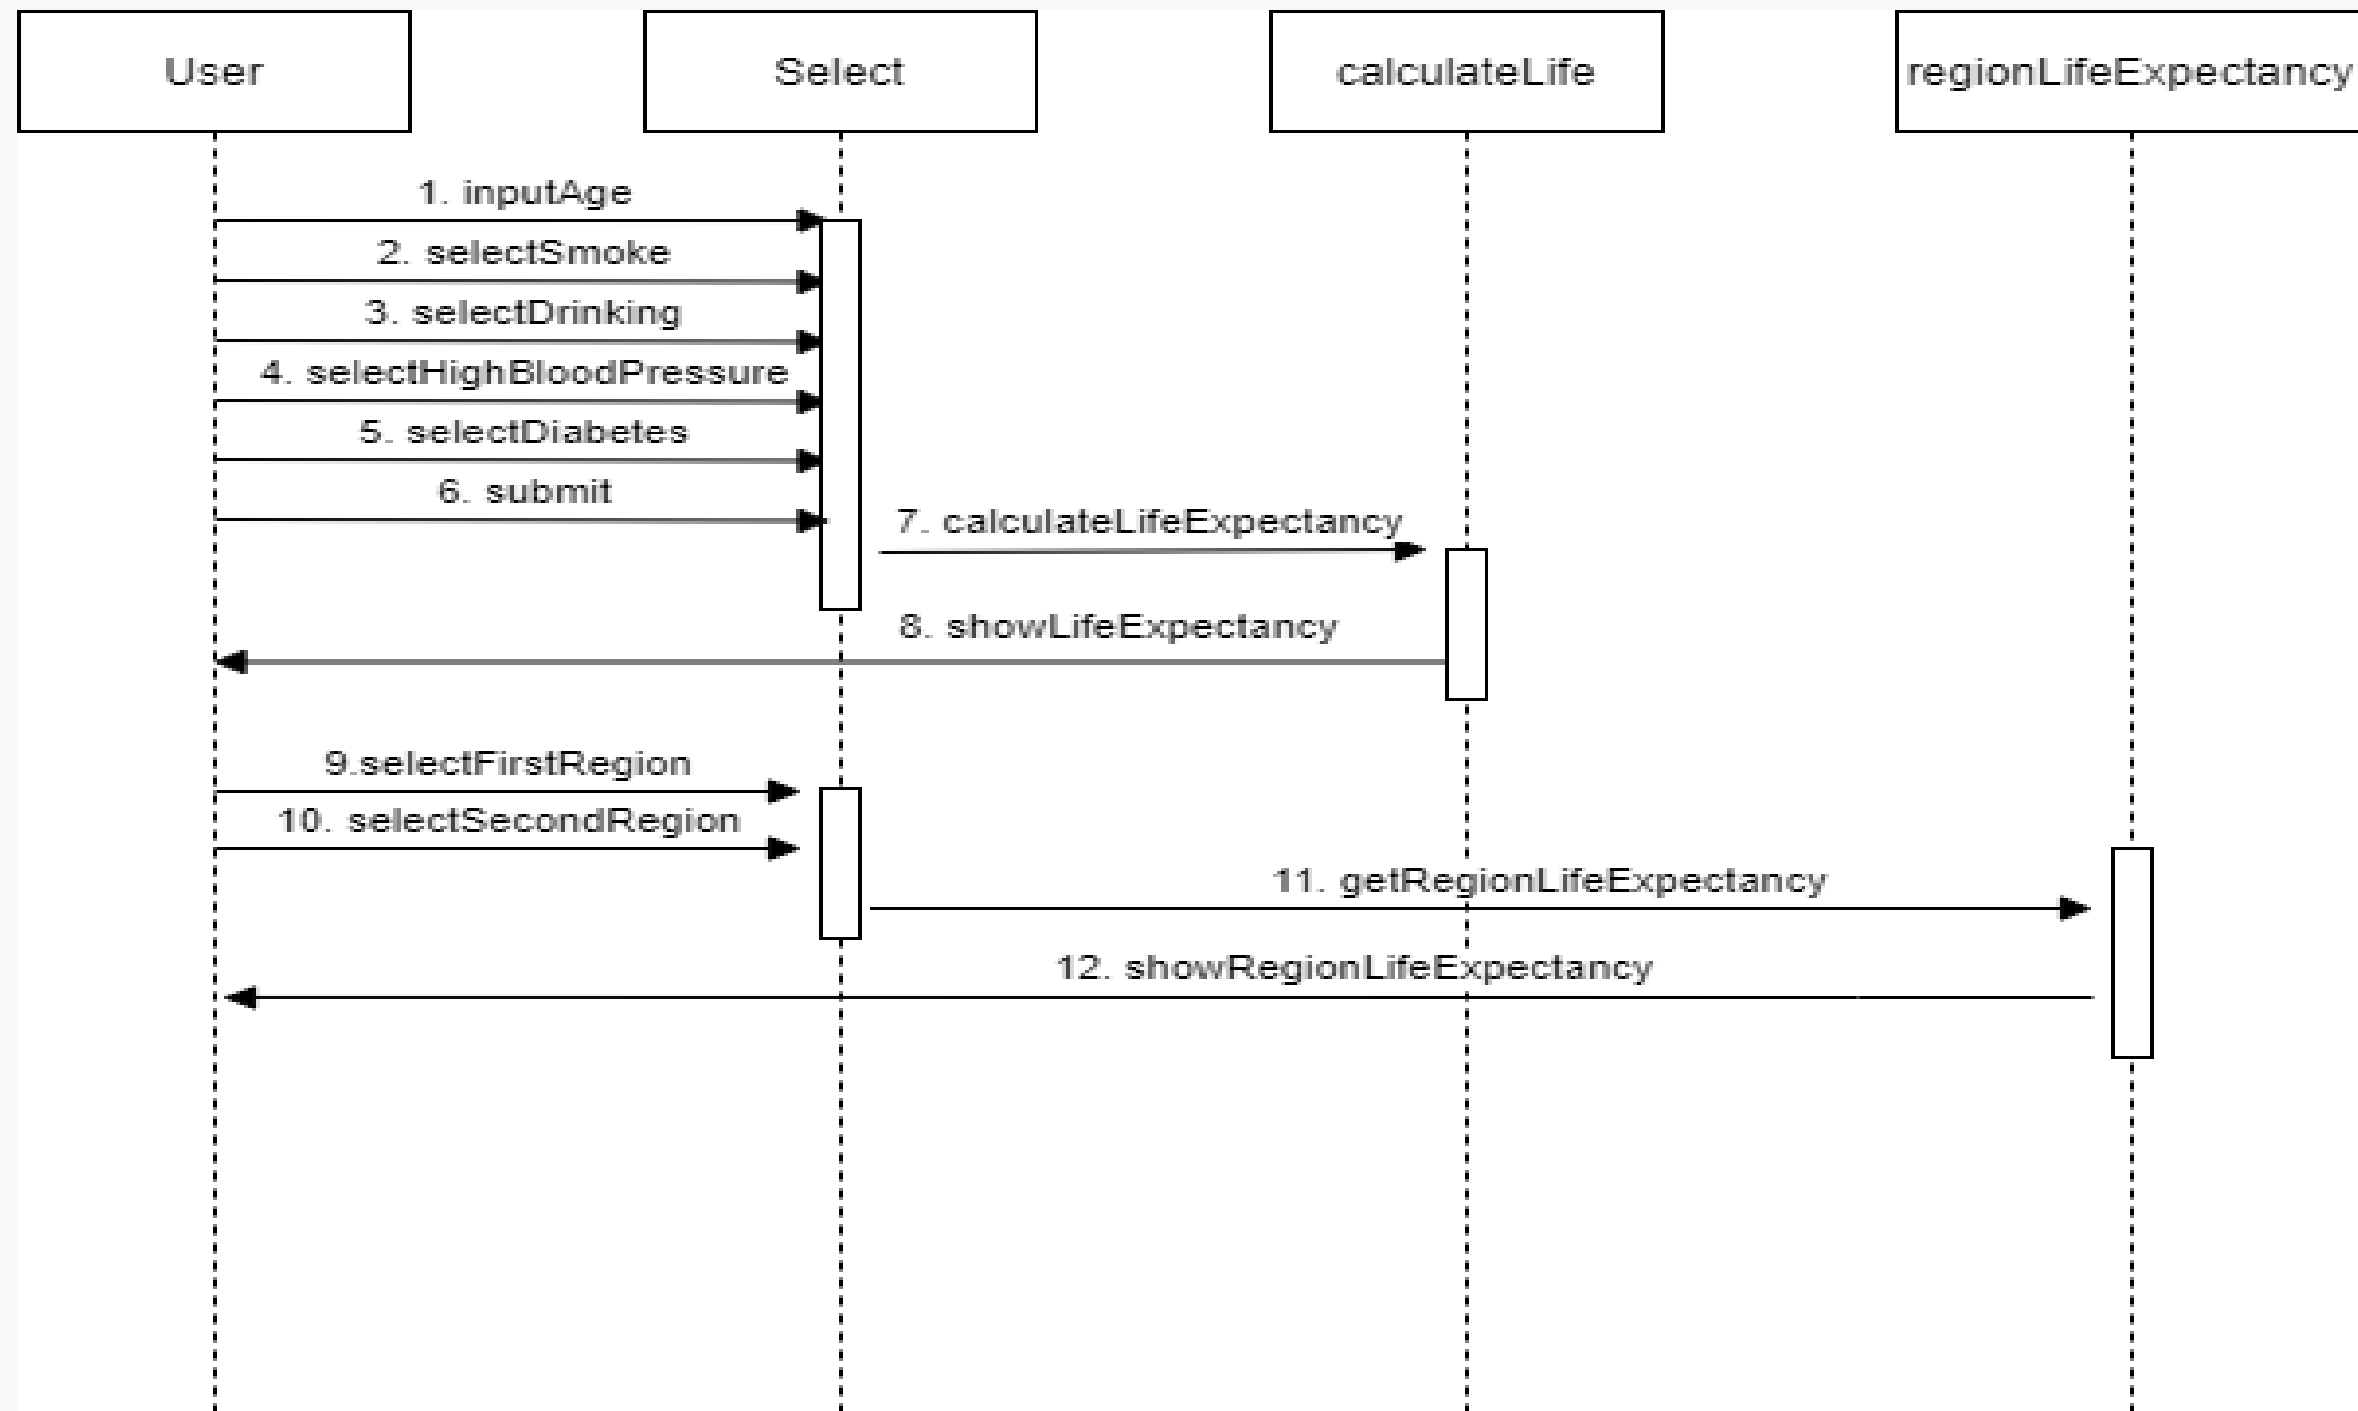 User
Select
calculateLife
regionLifeExpectancy
1. inputAge
2. selectSmoke
3. selectDrinking
4. selectHighBloodPressure
5. selectDiabetes
6. submit
7. calculateLifeExpectancy
8. showLifeExpectancy
9.selectFirstRegion
10. selectSecondRegion
11. getRegionLifeExpectancy
12. showRegionLifeExpectancy